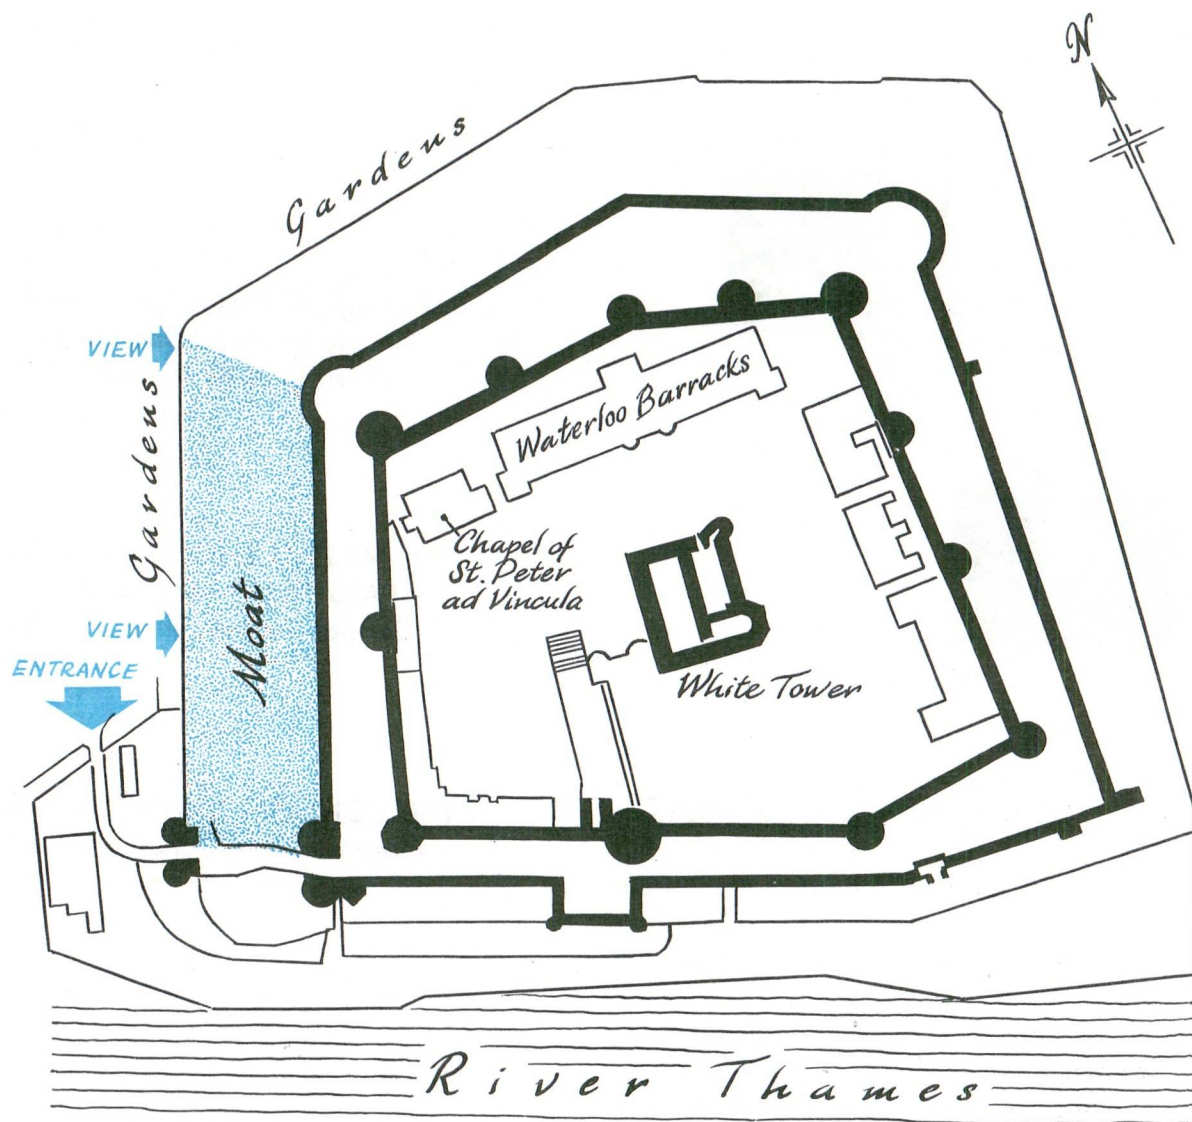 N
Gardens
VIEW
Gardens
Waterloo Barracks
Chapel of
St. Peter
ad Vincula
Moat
VIEW
ENTRANCE
White Tower
River Thames